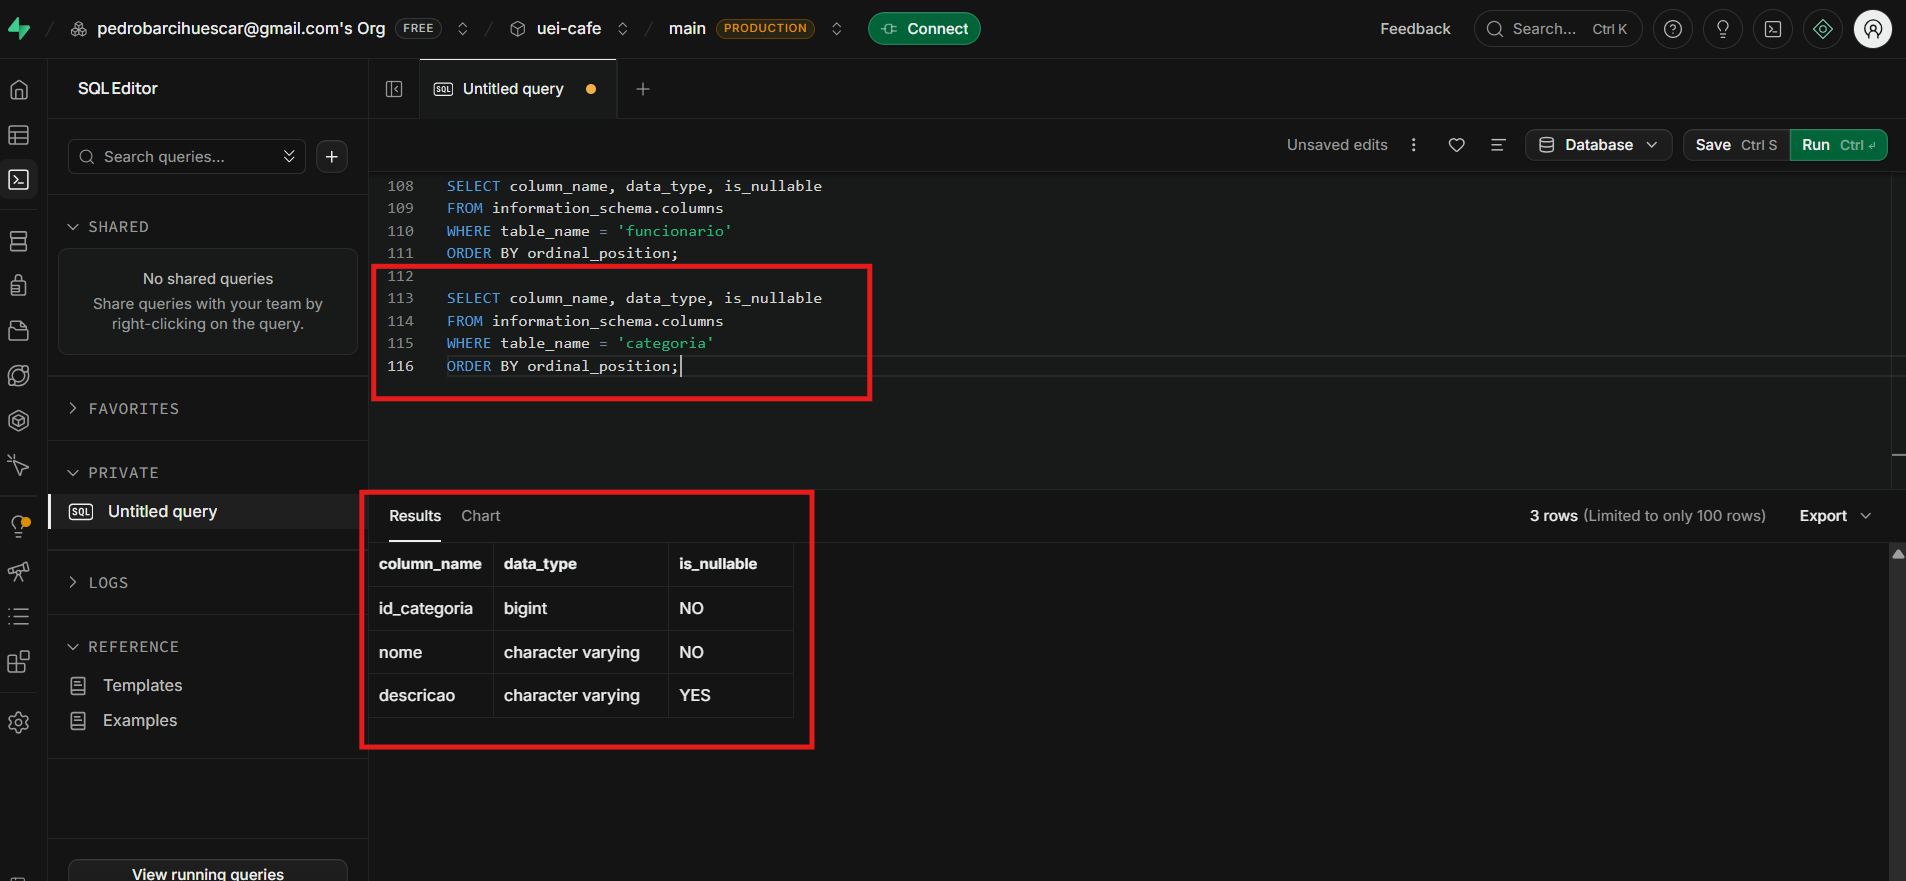 pedrobarcihuescar@gmail.com's Org FREE / uei-cafe / main PRODUCTION Connect Feedback Search... Ctrl K
SQL Editor
Untitled query
Search queries...
Unsaved edits Database Save Ctrl S Run Ctrl ↵
SHARED
No shared queries
Share queries with your team by
right-clicking on the query.
FAVORITES
PRIVATE
SQL Untitled query
LOGS
REFERENCE
Templates
Examples
View running queries
108 SELECT column_name, data_type, is_nullable
109 FROM information_schema.columns
110 WHERE table_name = 'funcionario'
111 ORDER BY ordinal_position;
112
113 SELECT column_name, data_type, is_nullable
114 FROM information_schema.columns
115 WHERE table_name = 'categoria'
116 ORDER BY ordinal_position;
Results Chart 3 rows (Limited to only 100 rows) Export
column_name data_type is_nullable
id_categoria bigint NO
nome character varying NO
descricao character varying YES